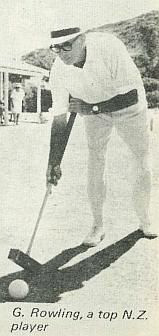 G. Rowling, a top N.Z.
player